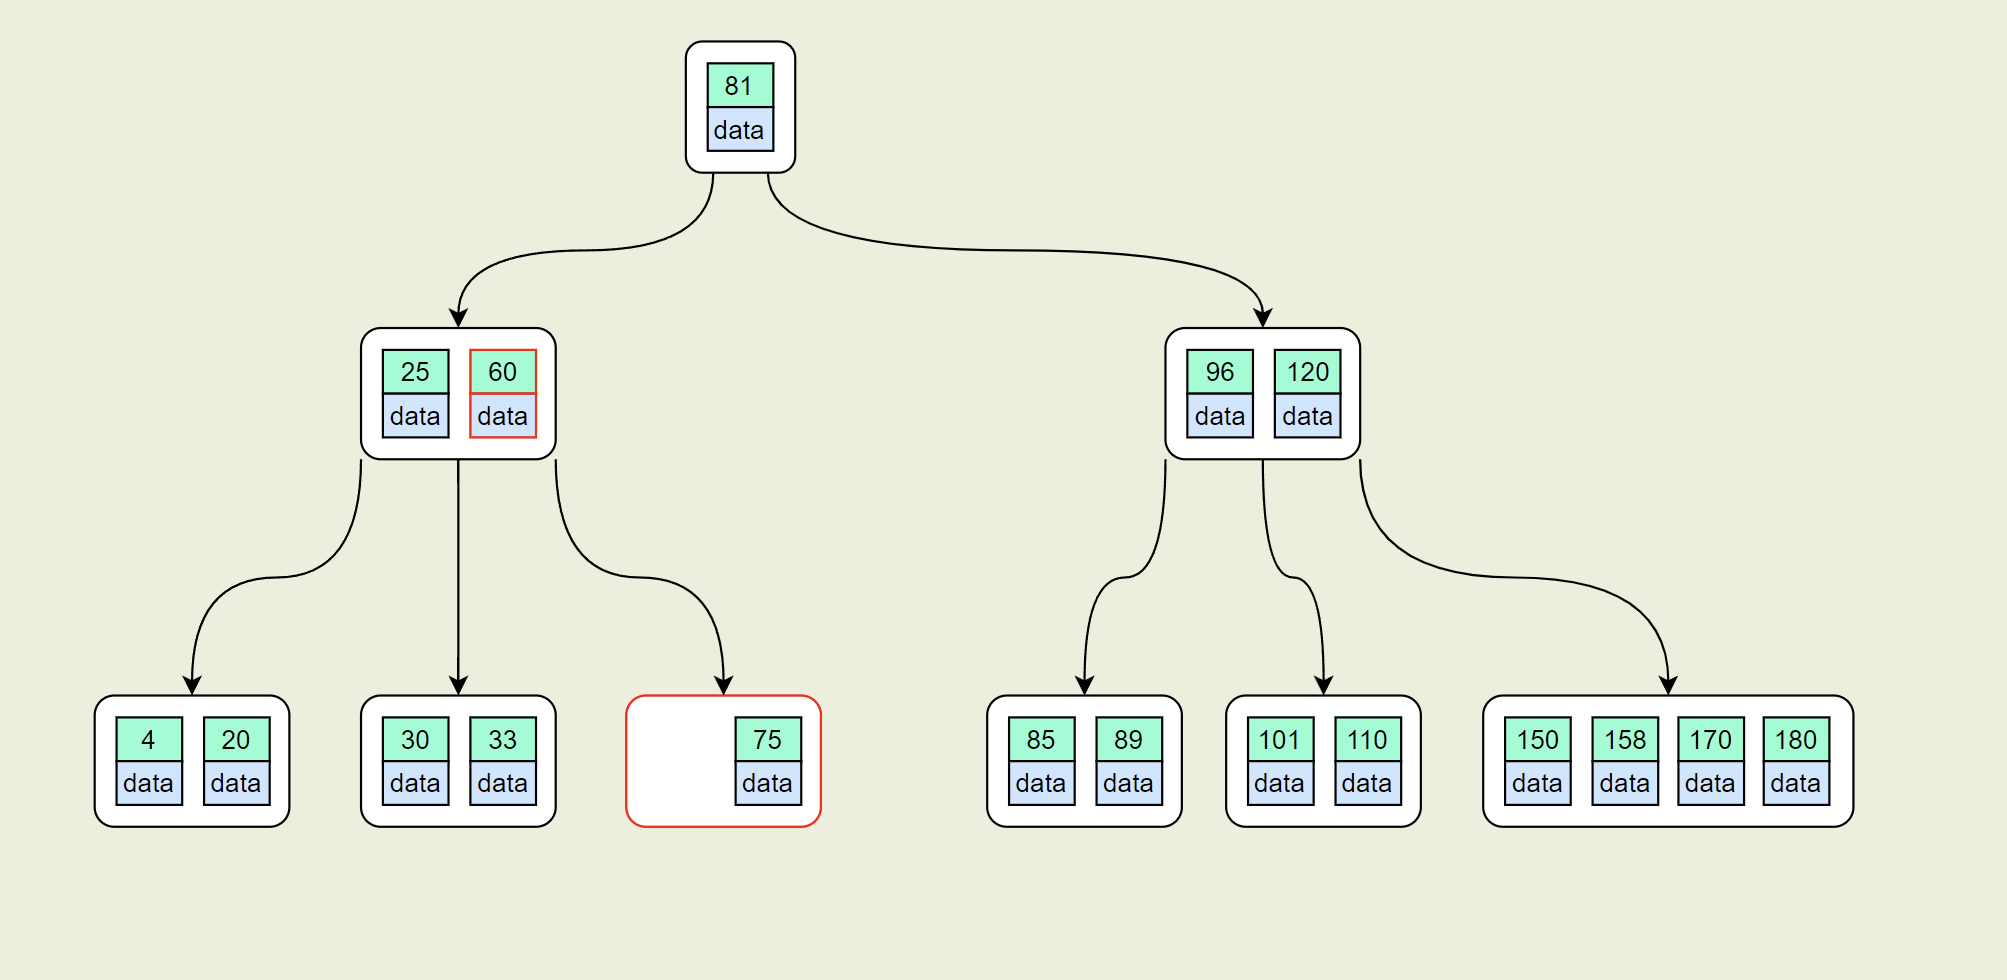 81
data
25 60
data data
96 120
data data
4 20
data data
30 33
data data
75
data
85 89
data data
101 110
data data
150 158 170 180
data data data data